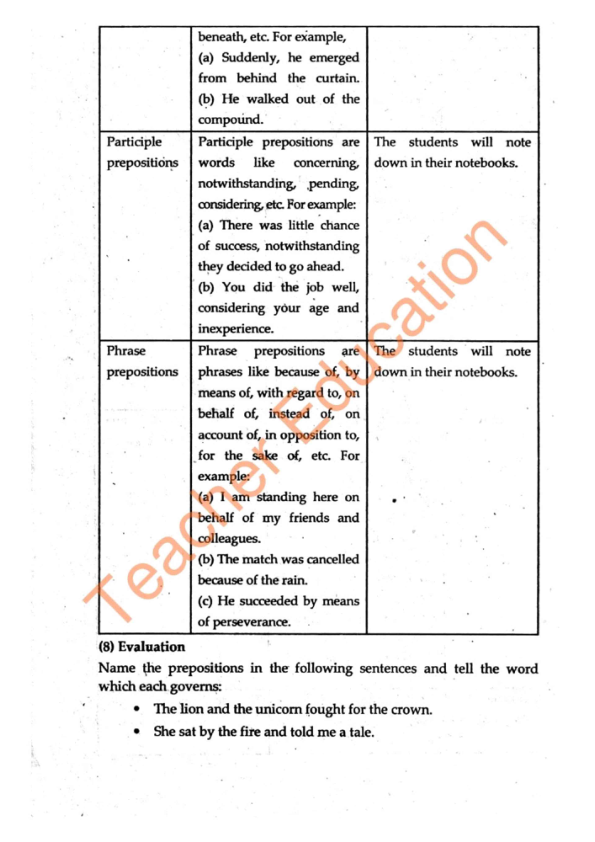 beneath, etc. For example,
(a) Suddenly, he emerged
from behind the curtain.
(b) He walked out of the
compound.
Participle
prepositions
Participle prepositions are
words like concerning,
notwithstanding, pending,
considering, etc. For example:
(a) There was little chance
of success, notwithstanding
they decided to go ahead.
(b) You did the job well,
considering your age and
inexperience.
The students will note
down in their notebooks.
Phrase
prepositions
Phrase prepositions are
phrases like because of, by
means of, with regard to, on
behalf of, instead of, on
account of, in opposition to,
for the sake of, etc. For
example:
(a) I am standing here on
behalf of my friends and
colleagues.
(b) The match was cancelled
because of the rain.
(c) He succeeded by means
of perseverance.
The students will note
down in their notebooks.
(8) Evaluation
Name the prepositions in the following sentences and tell the word
which each governs:
• The lion and the unicorn fought for the crown.
• She sat by the fire and told me a tale.
Teacher Education